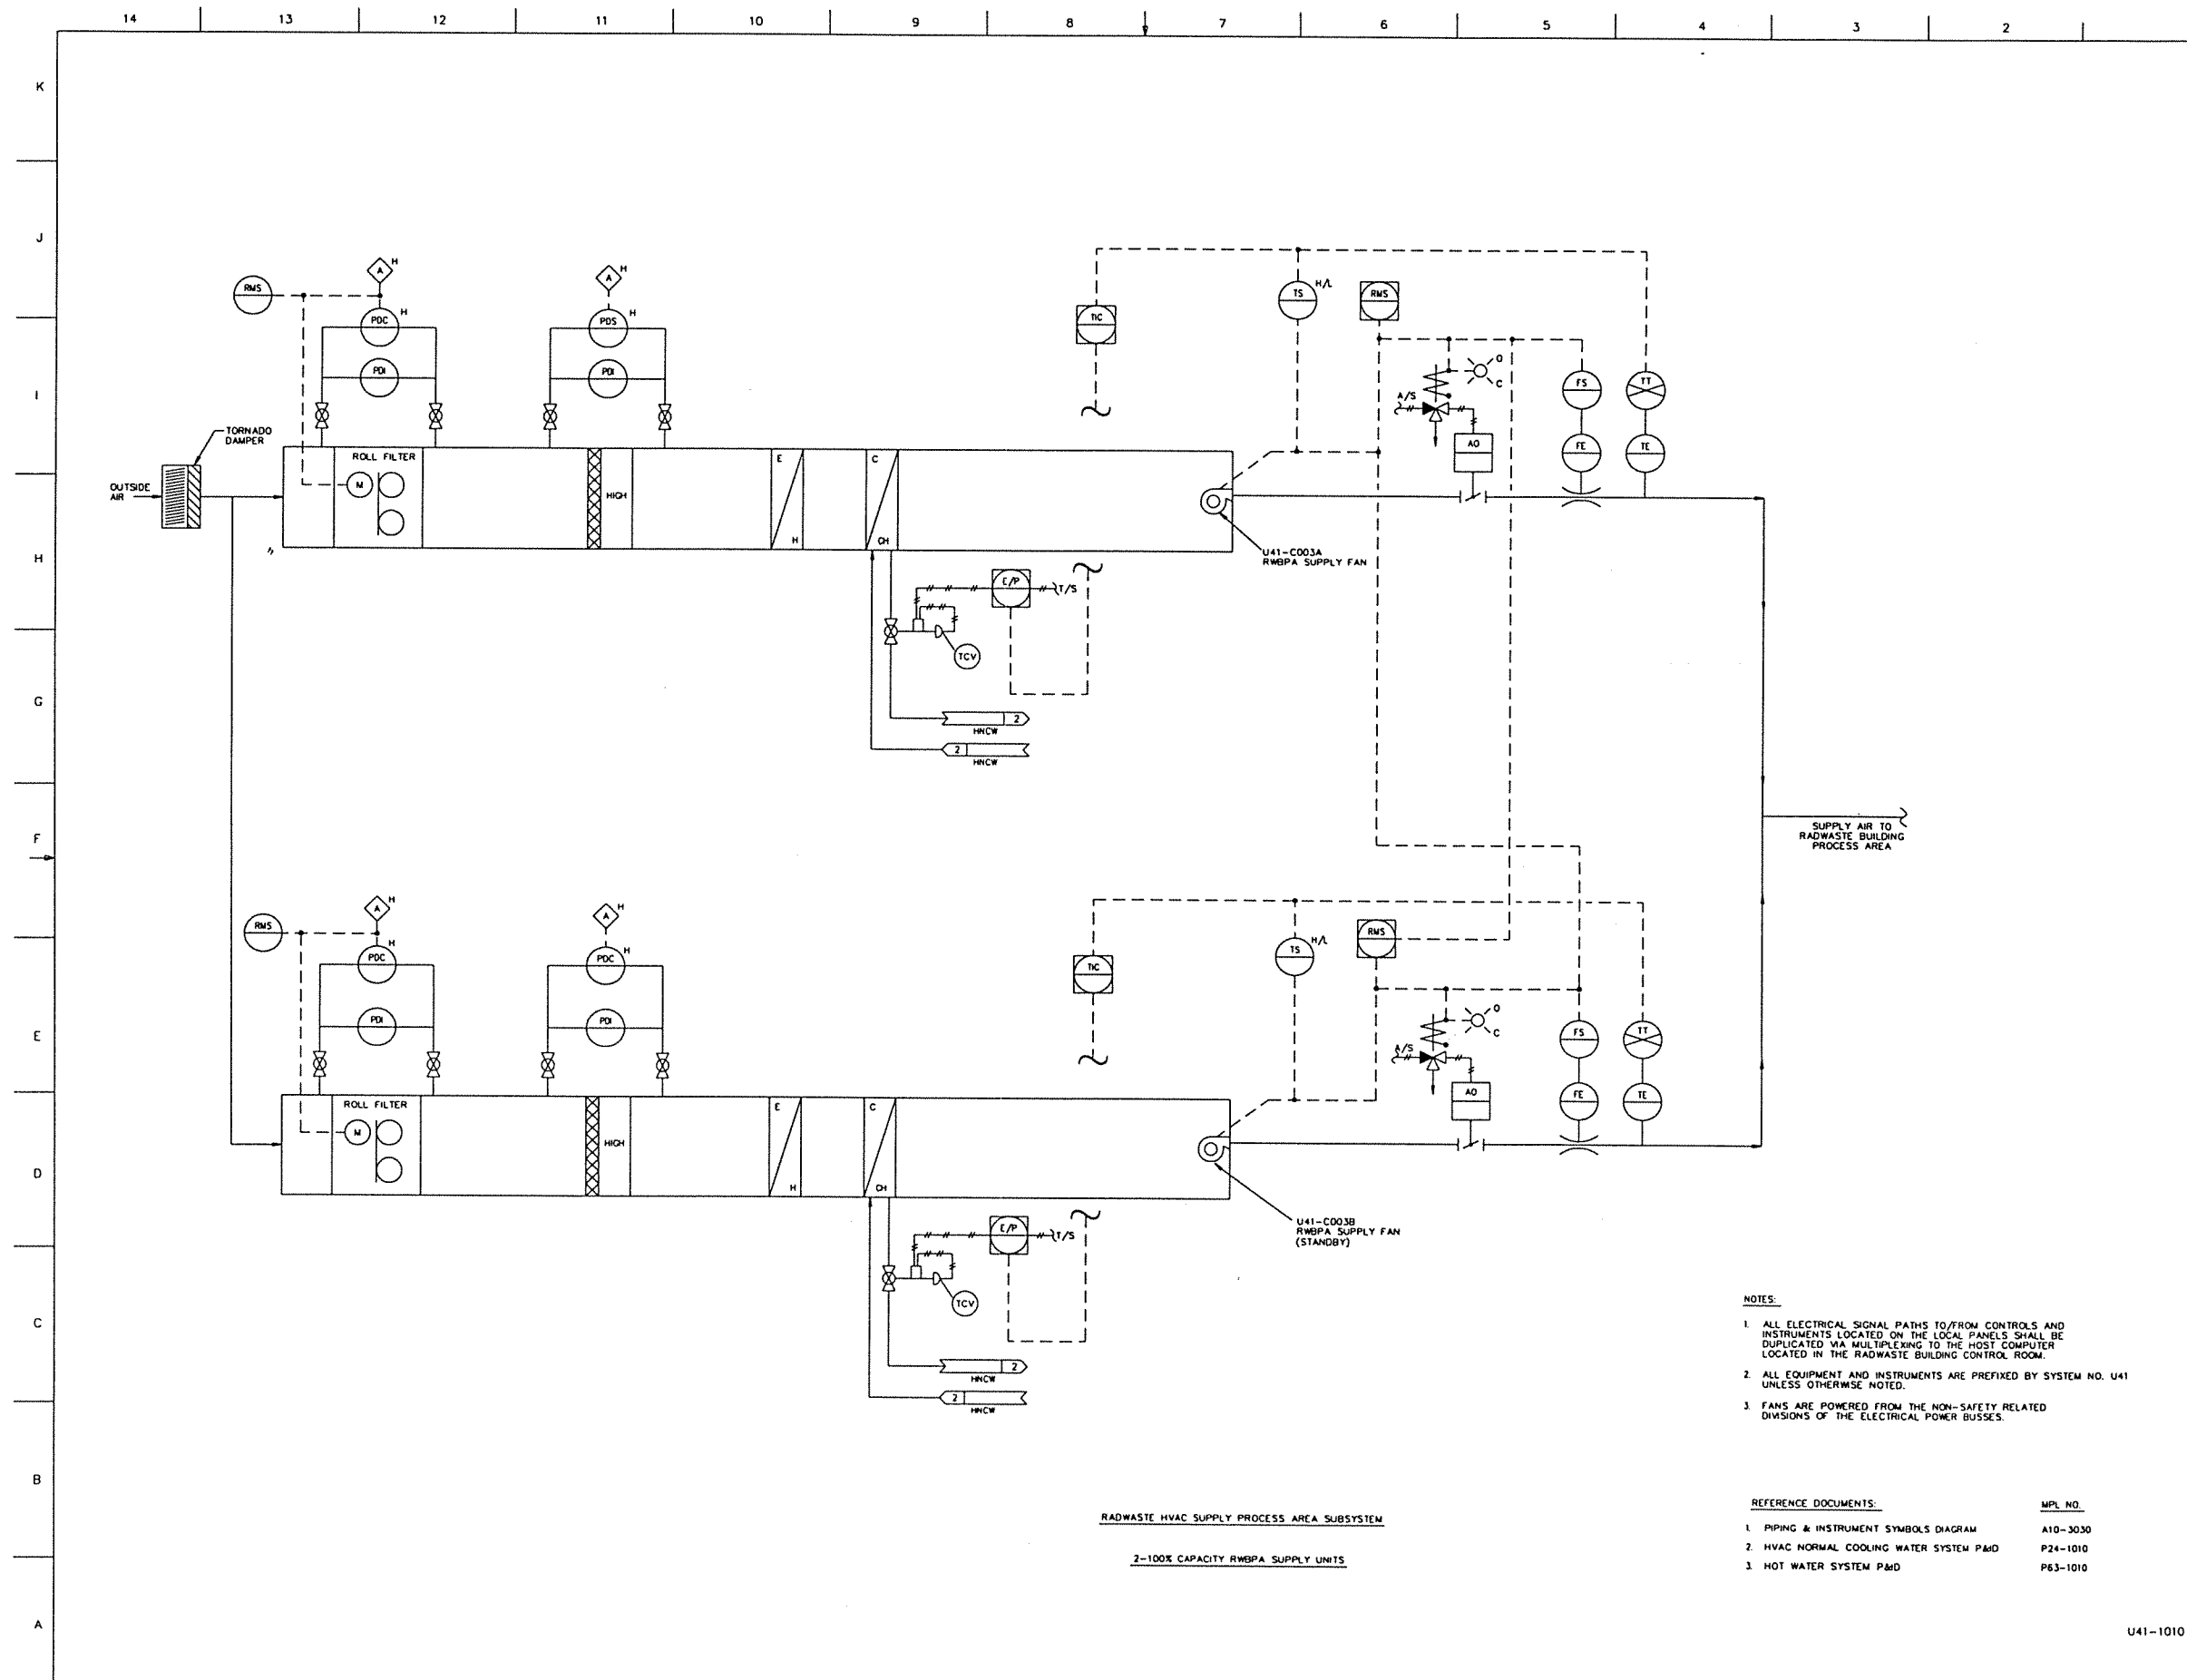 14 13 12 11 10 9 8 7 6 5 4 3 2
K
J
I
H
G
F
E
D
C
B
A
A H
RMS
PDC H
PDI
A H
PDS H
PDI
TIC
TS H/L
RMS
O
C
A/S
AO
FS
FE
TT
TE
TORNADO
DAMPER
OUTSIDE
AIR
ROLL FILTER
M
HIGH
E
H
C
CH
U41-C003A
RWBPA SUPPLY FAN
E/P
T/S
TCV
2
HNCW
2
HNCW
SUPPLY AIR TO
RADWASTE BUILDING
PROCESS AREA
A H
RMS
PDC H
PDI
A H
PDC H
PDI
TIC
TS H/L
RMS
O
C
A/S
AO
FS
FE
TT
TE
ROLL FILTER
M
HIGH
E
H
C
CH
U41-C003B
RWBPA SUPPLY FAN
(STANDBY)
E/P
T/S
TCV
2
HNCW
2
HNCW
NOTES:
1. ALL ELECTRICAL SIGNAL PATHS TO/FROM CONTROLS AND
INSTRUMENTS LOCATED ON THE LOCAL PANELS SHALL BE
DUPLICATED VIA MULTIPLEXING TO THE HOST COMPUTER
LOCATED IN THE RADWASTE BUILDING CONTROL ROOM.
2. ALL EQUIPMENT AND INSTRUMENTS ARE PREFIXED BY SYSTEM NO. U41
UNLESS OTHERWISE NOTED.
3. FANS ARE POWERED FROM THE NON-SAFETY RELATED
DIVISIONS OF THE ELECTRICAL POWER BUSSES.
RADWASTE HVAC SUPPLY PROCESS AREA SUBSYSTEM
2-100% CAPACITY RWBPA SUPPLY UNITS
REFERENCE DOCUMENTS: MPL NO.
1. PIPING & INSTRUMENT SYMBOLS DIAGRAM A10-3030
2. HVAC NORMAL COOLING WATER SYSTEM P&ID P24-1010
3. HOT WATER SYSTEM P&ID P63-1010
U41-1010